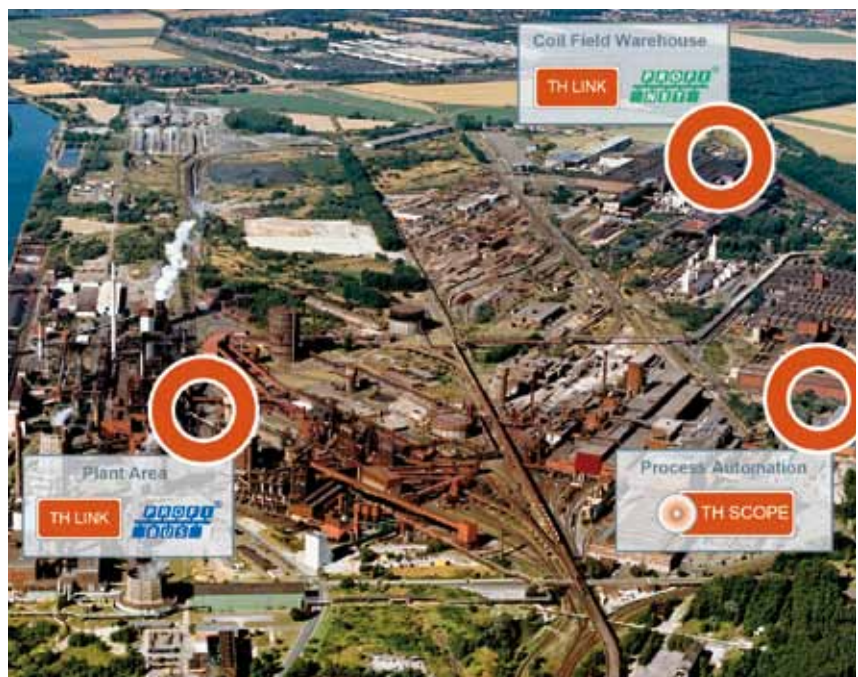 Coil Field Warehouse
TH LINK
PROFI
NET
®
Plant Area
TH LINK
PROFI
BUS
®
Process Automation
TH SCOPE